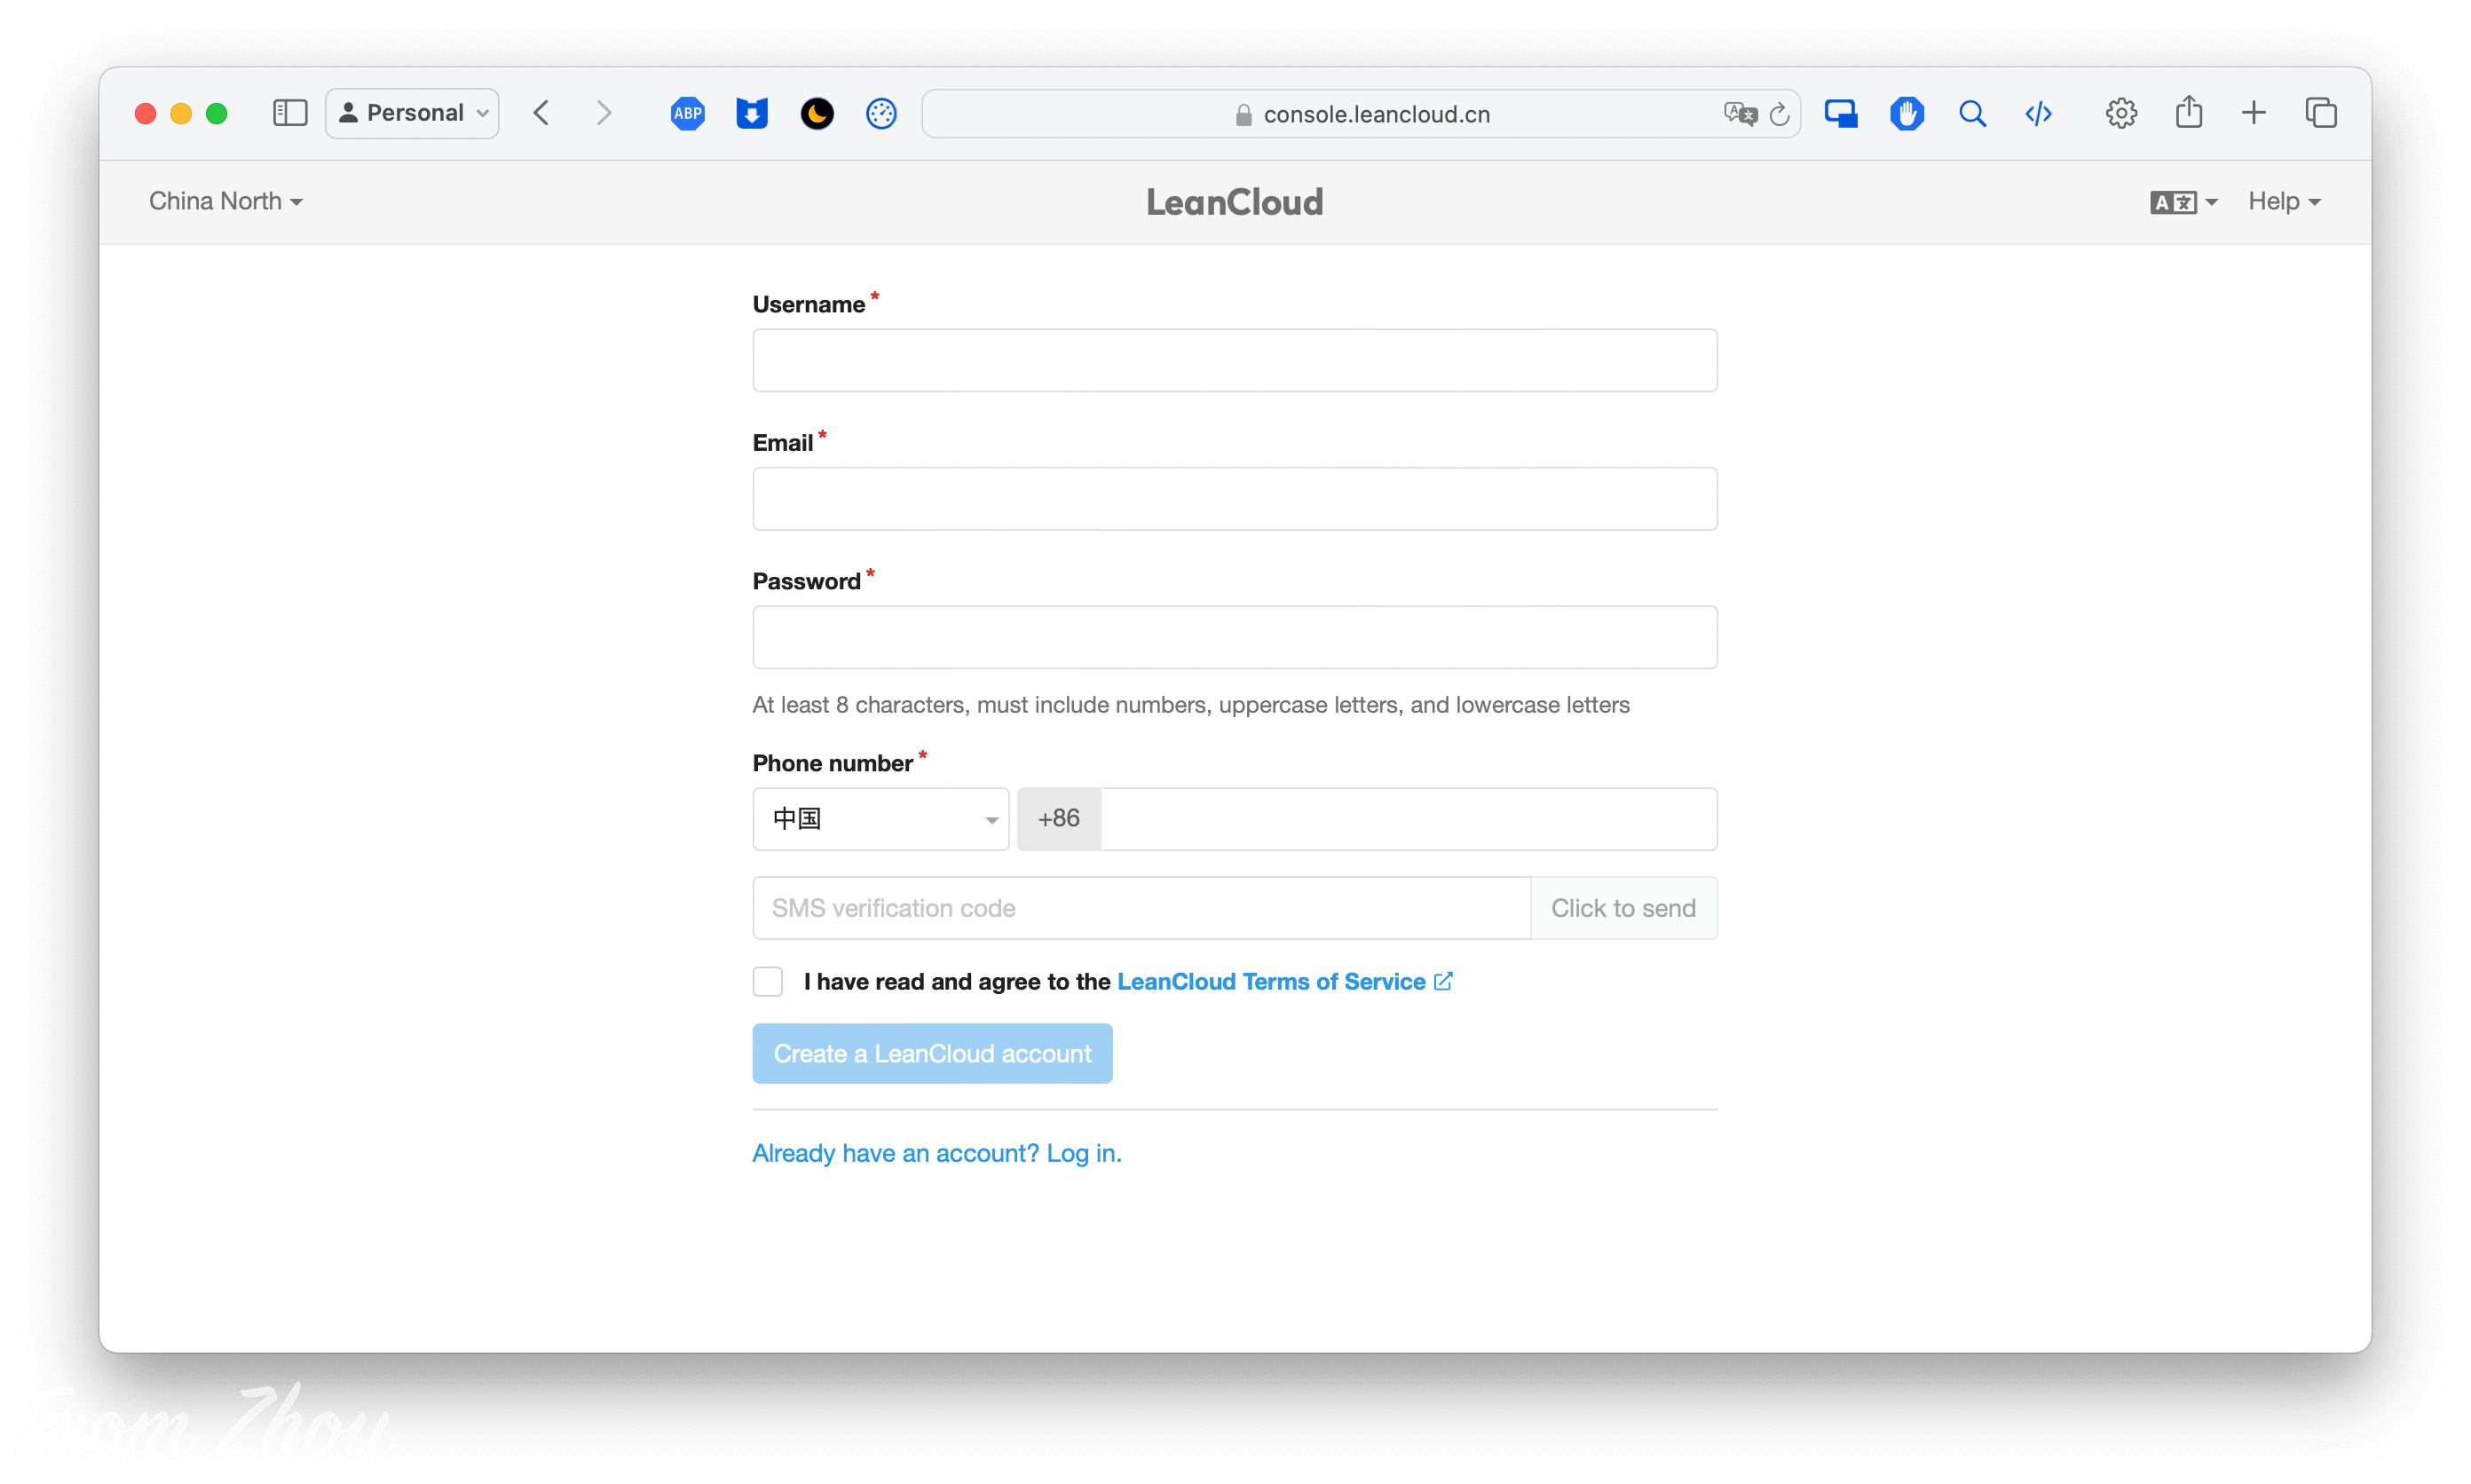 Personal
ABP
console.leancloud.cn
China North
LeanCloud
A文
Help
Username *
Email *
Password *
At least 8 characters, must include numbers, uppercase letters, and lowercase letters
Phone number *
中国
+86
SMS verification code
Click to send
I have read and agree to the LeanCloud Terms of Service
Create a LeanCloud account
Already have an account? Log in.
From Zhou